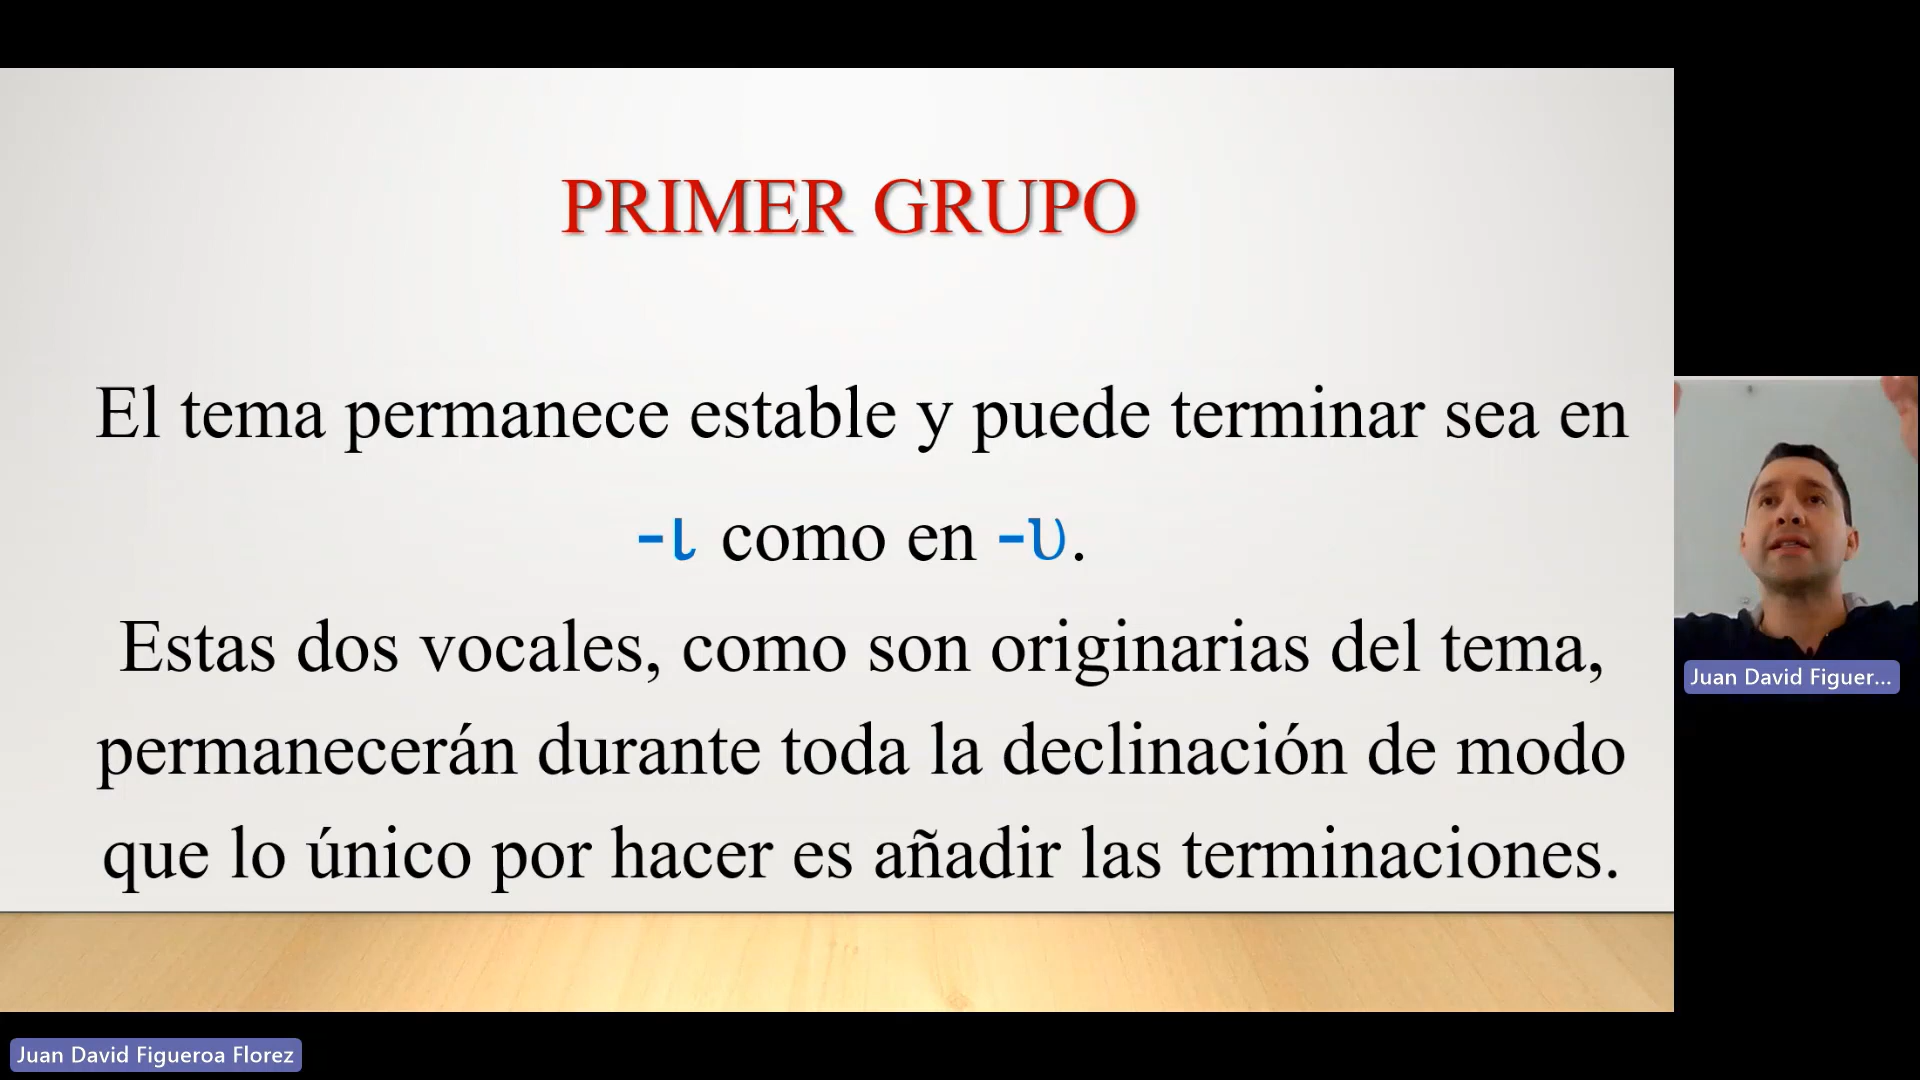 PRIMER GRUPO
El tema permanece estable y puede terminar sea en
-ι como en -υ.
Estas dos vocales, como son originarias del tema,
permanecerán durante toda la declinación de modo
que lo único por hacer es añadir las terminaciones.
Juan David Figuer...
Juan David Figueroa Florez